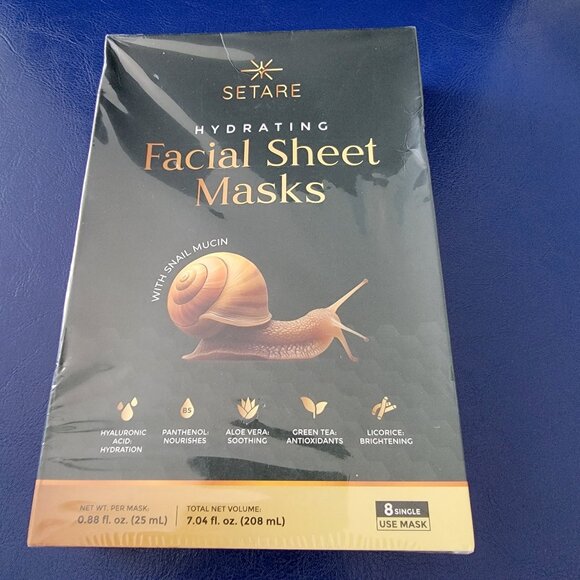 SETARE
HYDRATING
Facial Sheet
Masks
WITH SNAIL MUCIN
B5
HYALURONIC
ACID:
HYDRATION
PANTHENOL:
NOURISHES
ALOE VERA:
SOOTHING
GREEN TEA:
ANTIOXIDANTS
LICORICE:
BRIGHTENING
NET WT. PER MASK:
0.88 fl. oz. (25 mL)
TOTAL NET VOLUME:
7.04 fl. oz. (208 mL)
8 SINGLE
USE MASK